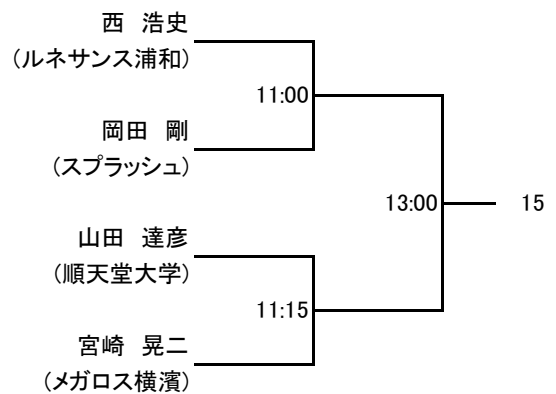 西　浩史
(ルネサンス浦和)
11:00
岡田　剛
(スプラッシュ)
13:00
15
山田　達彦
(順天堂大学)
11:15
宮崎　晃二
(メガロス横濱)